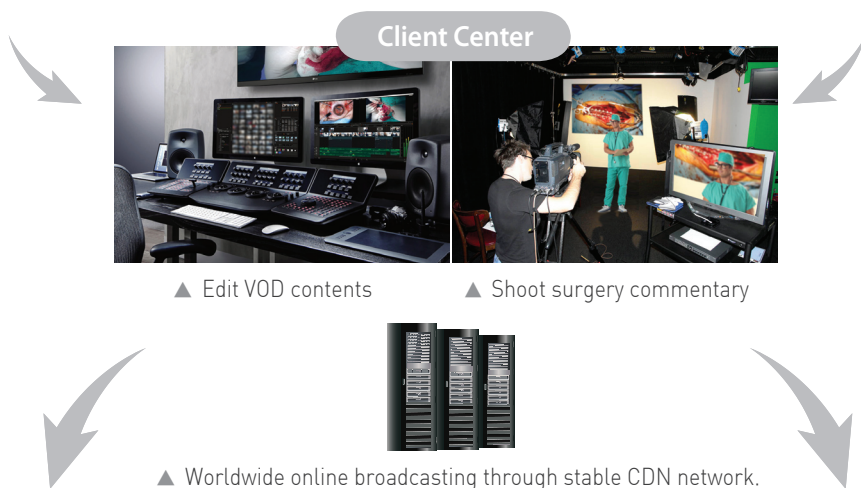 Client Center
▲ Edit VOD contents
▲ Shoot surgery commentary
▲ Worldwide online broadcasting through stable CDN network.